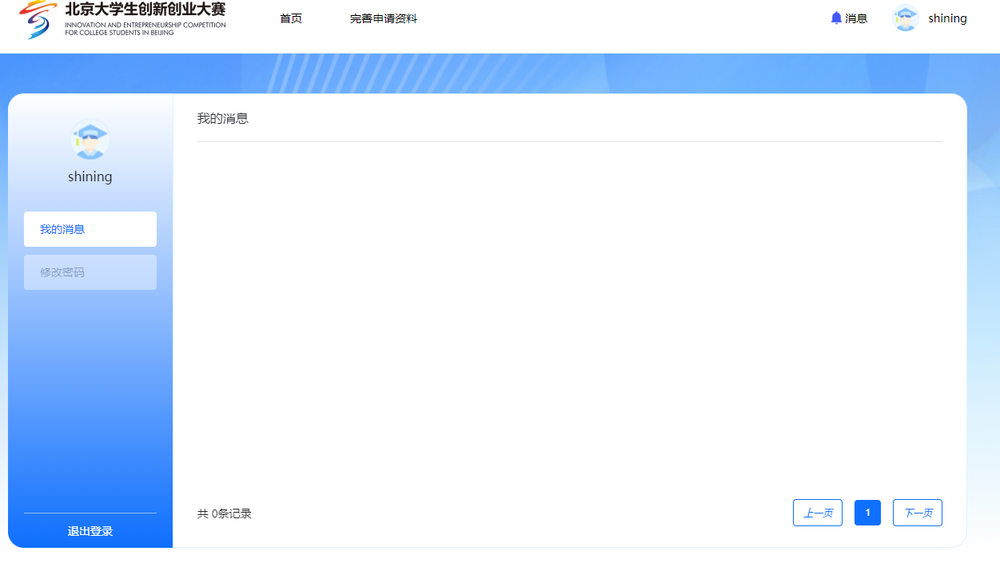 北京大学生创新创业大赛
INNOVATION AND ENTREPRENEURSHIP COMPETITION
FOR COLLEGE STUDENTS IN BEIJING
首页
完善申请资料
消息
shining
shining
我的消息
修改密码
退出登录
我的消息
共 0条记录
上一页
1
下一页